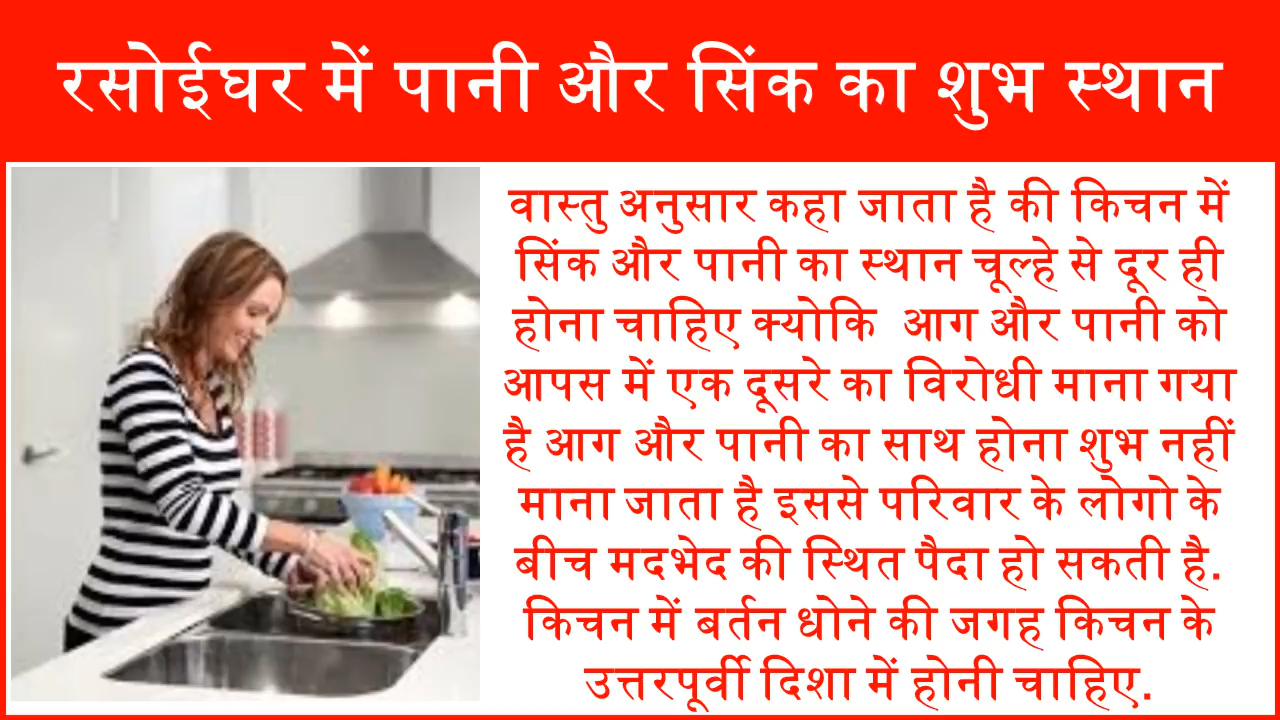 रसोईघर में पानी और सिंक का शुभ स्थान
वास्तु अनुसार कहा जाता है की किचन में
सिंक और पानी का स्थान चूल्हे से दूर ही
होना चाहिए क्योकि आग और पानी को
आपस में एक दूसरे का विरोधी माना गया
है आग और पानी का साथ होना शुभ नहीं
माना जाता है इससे परिवार के लोगो के
बीच मदभेद की स्थित पैदा हो सकती है.
किचन में बर्तन धोने की जगह किचन के
उत्तरपूर्वी दिशा में होनी चाहिए.